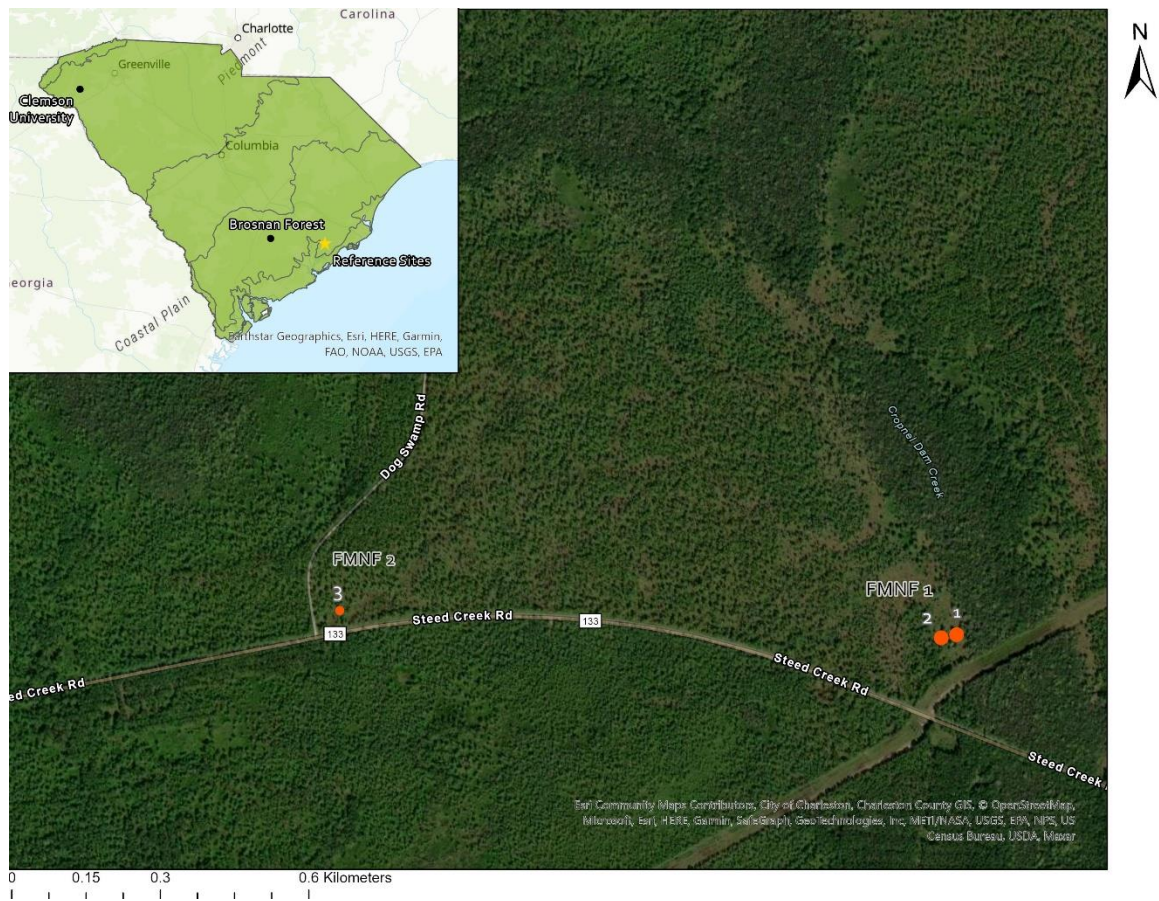 Carolina
Charlotte
Piedmont
Greenville
Clemson
University
Columbia
Brosnan Forest
Reference Sites
eorgia
Coastal Plain
Earthstar Geographics, Esri, HERE, Garmin,
FAO, NOAA, USGS, EPA
N
Dog Swamp Rd
Cropnel Dam Creek
FMNF 2
3
FMNF 1
2
1
133
Steed Creek Rd
133
Steed Creek Rd
ed Creek Rd
Steed Creek
Esri Community Maps Contributors, City of Charleston, Charleston County GIS, © OpenStreetMap,
Microsoft, Esri, HERE, Garmin, SafeGraph, GeoTechnologies, Inc, METI/NASA, USGS, EPA, NPS, US
Census Bureau, USDA, Maxar
0 0.15 0.3 0.6 Kilometers